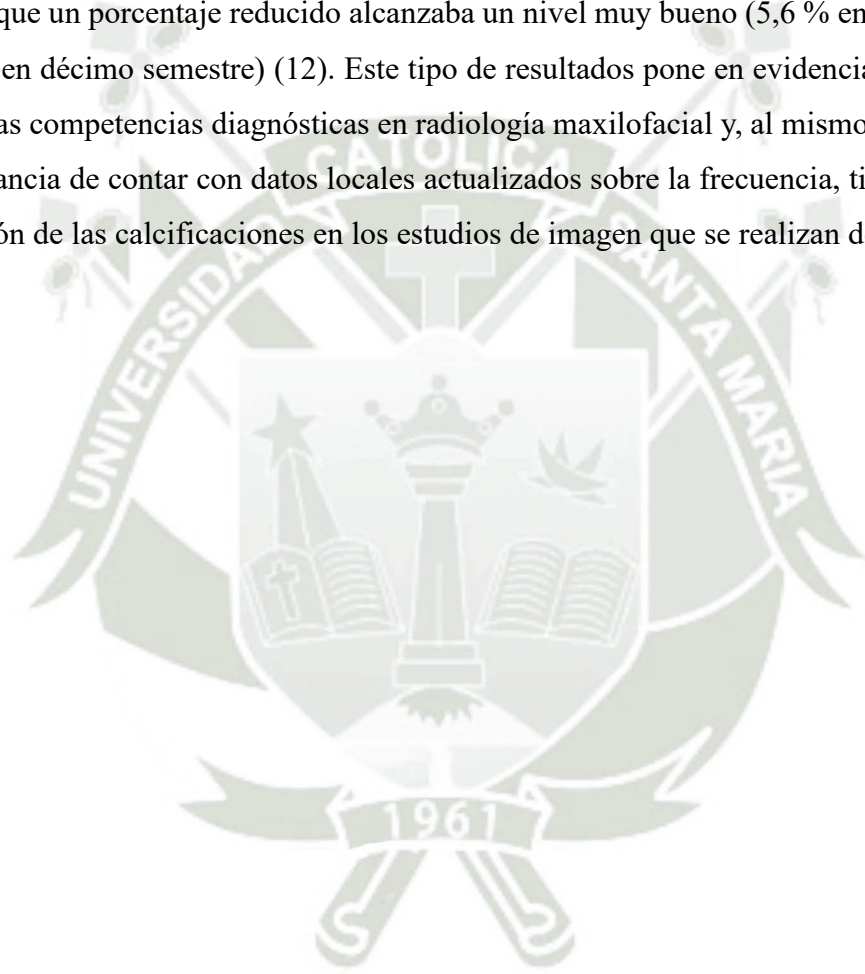 que un porcentaje reducido alcanzaba un nivel muy bueno (5,6 % en
en décimo semestre) (12). Este tipo de resultados pone en evidencia
as competencias diagnósticas en radiología maxilofacial y, al mismo
ancia de contar con datos locales actualizados sobre la frecuencia, ti
ón de las calcificaciones en los estudios de imagen que se realizan d
UNIVERSIDAD CATOLICA SANTA MARIA
1961